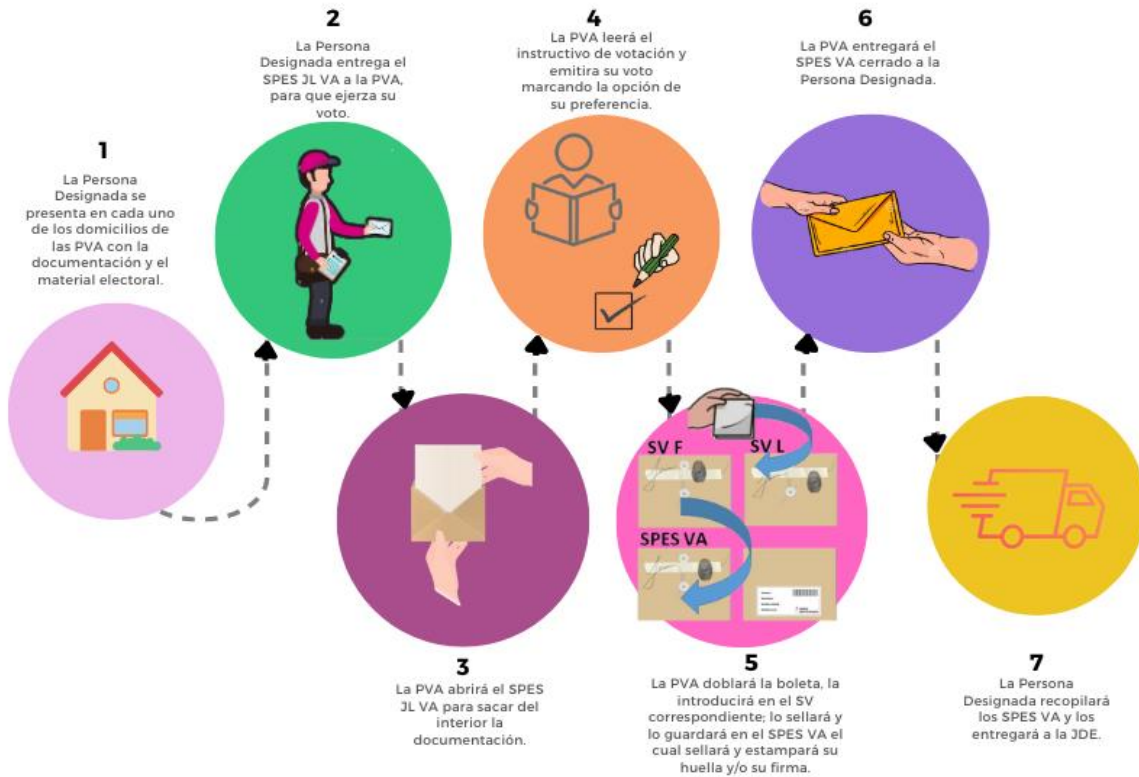 1
La Persona
Designada se
presenta en cada uno
de los domicilios de
las PVA con la
documentación y el
material electoral.
2
La Persona
Designada entrega el
SPES JL VA a la PVA,
para que ejerza su
voto.
3
La PVA abrirá el SPES
JL VA para sacar del
interior la
documentación.
4
La PVA leerá el
instructivo de votación y
emitira su voto
marcando la opción de
su preferencia.
5
SV F
SV L
SPES VA
La PVA doblará la boleta, la
introducirá en el SV
correspondiente; lo sellará y
lo guardará en el SPES VA el
cual sellará y estampará su
huella y/o su firma.
6
La PVA entregará el
SPES VA cerrado a la
Persona Designada.
7
La Persona
Designada recopilará
los SPES VA y los
entregará a la JDE.